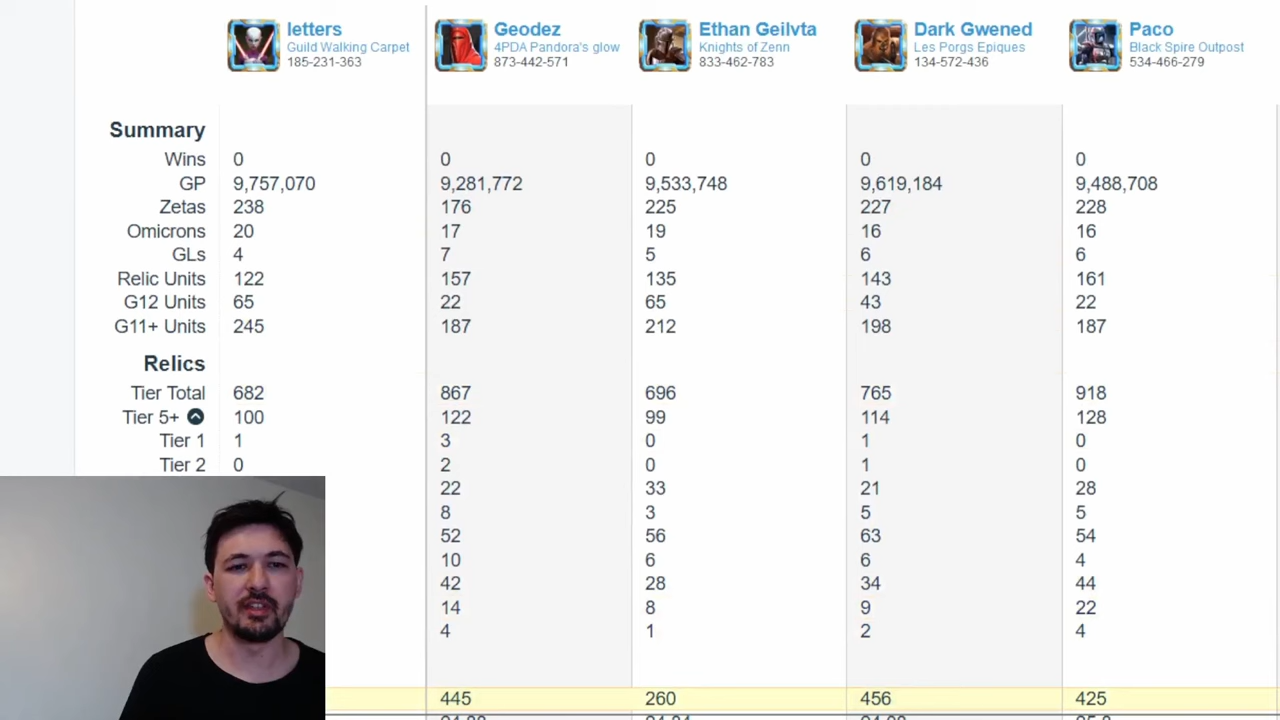 letters Geodez Ethan Geilvta Dark Gwened Paco
Guild Walking Carpet 4PDA Pandora's glow Knights of Zenn Les Porgs Epiques Black Spire Outpost
185-231-363 873-442-571 833-462-783 134-572-436 534-466-279
Summary
Wins 0 0 0 0 0
GP 9,757,070 9,281,772 9,533,748 9,619,184 9,488,708
Zetas 238 176 225 227 228
Omicrons 20 17 19 16 16
GLs 4 7 5 6 6
Relic Units 122 157 135 143 161
G12 Units 65 22 65 43 22
G11+ Units 245 187 212 198 187
Relics
Tier Total 682 867 696 765 918
Tier 5+ 100 122 99 114 128
Tier 1 1 3 0 1 0
Tier 2 0 2 0 1 0
22 33 21 28
8 3 5 5
52 56 63 54
10 6 6 4
42 28 34 44
14 8 9 22
4 1 2 4
445 260 456 425